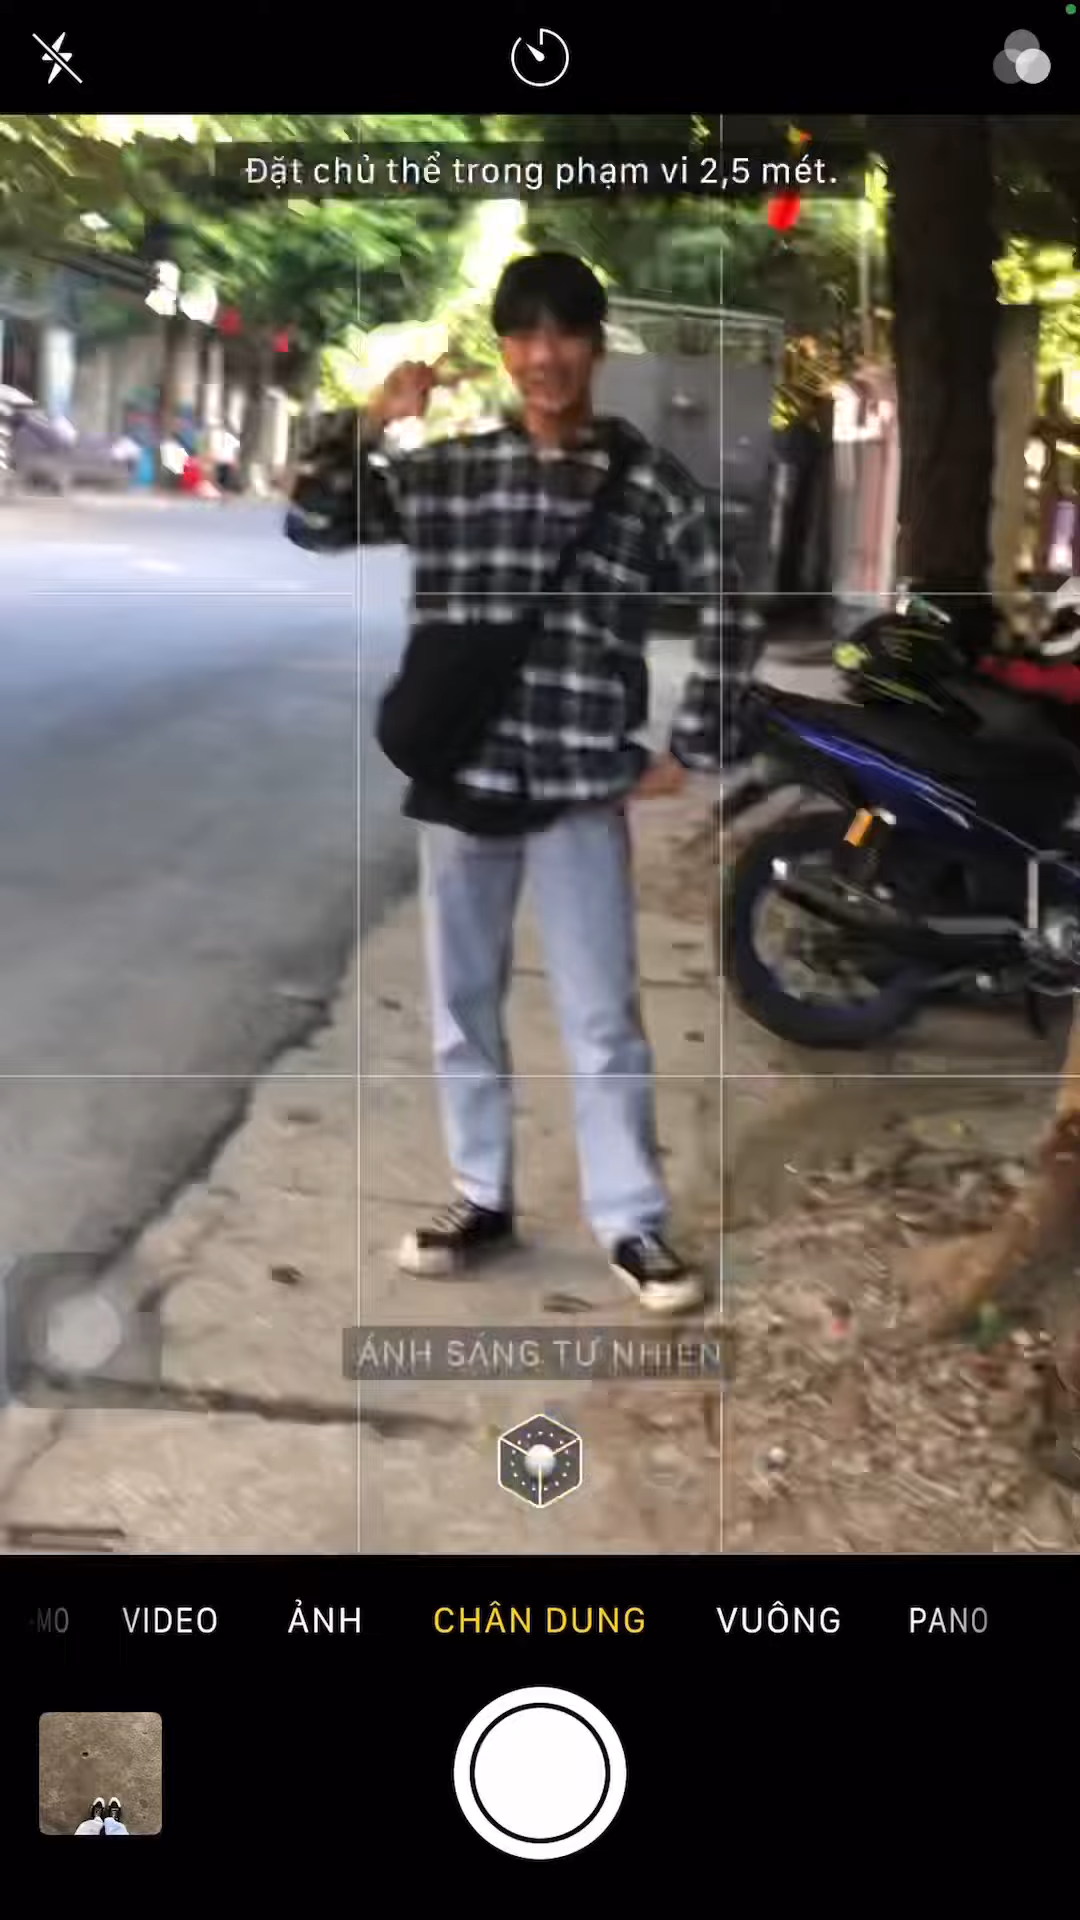 Đặt chủ thể trong phạm vi 2,5 mét.
ÁNH SÁNG TỰ NHIÊN
MO
VIDEO
ẢNH
CHÂN DUNG
VUÔNG
PANO